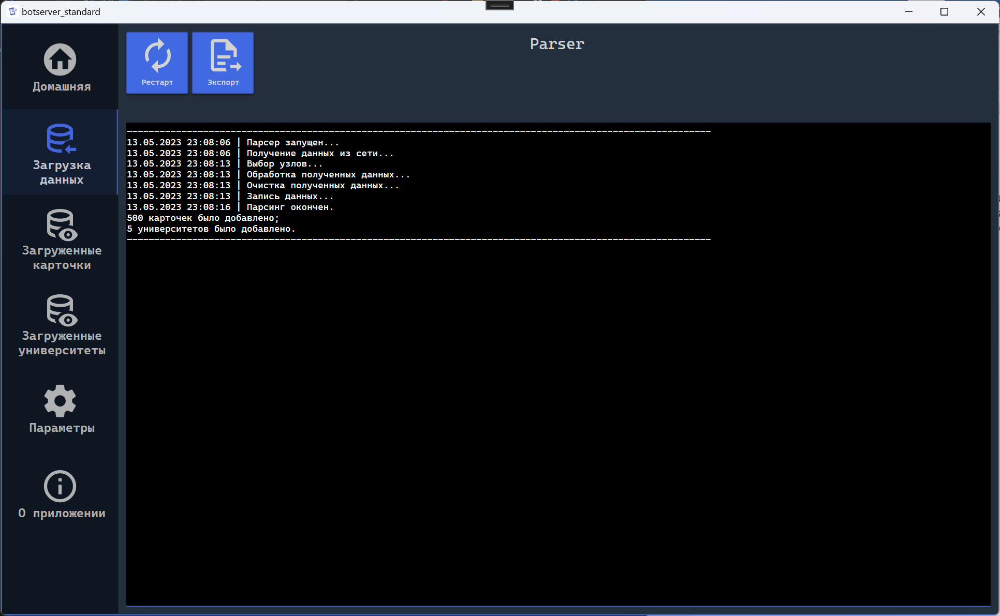 botserver_standard
Домашняя
Загрузка
данных
Загруженные
карточки
Загруженные
университеты
Параметры
О приложении
Рестарт
Экспорт
Parser
13.05.2023 23:08:06 | Парсер запущен...
13.05.2023 23:08:06 | Получение данных из сети...
13.05.2023 23:08:13 | Выбор узлов...
13.05.2023 23:08:13 | Обработка полученных данных...
13.05.2023 23:08:13 | Очистка полученных данных...
13.05.2023 23:08:13 | Запись данных...
13.05.2023 23:08:16 | Парсинг окончен.
500 карточек было добавлено;
5 университетов было добавлено.